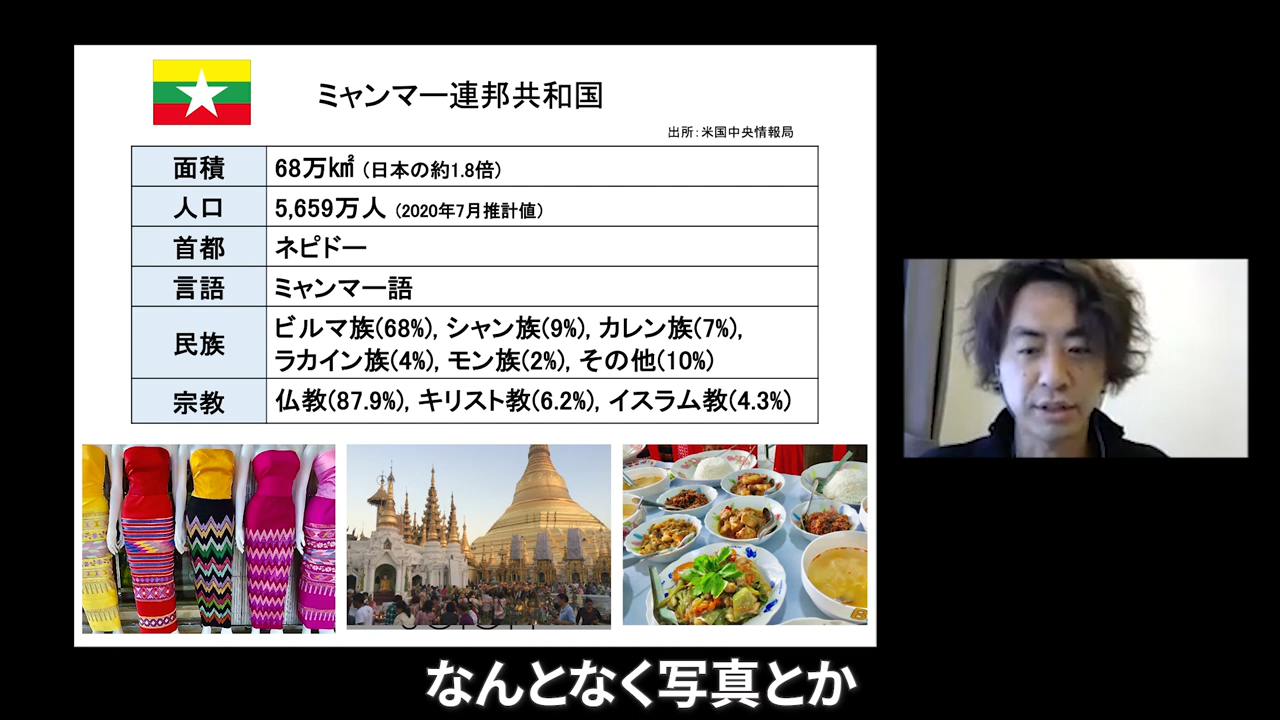 ミャンマー連邦共和国
出所：米国中央情報局
面積 68万㎢（日本の約1.8倍）
人口 5,659万人（2020年7月推計値）
首都 ネピドー
言語 ミャンマー語
民族 ビルマ族(68%), シャン族(9%), カレン族(7%),
ラカイン族(4%), モン族(2%), その他(10%)
宗教 仏教(87.9%), キリスト教(6.2%), イスラム教(4.3%)
なんとなく写真とか